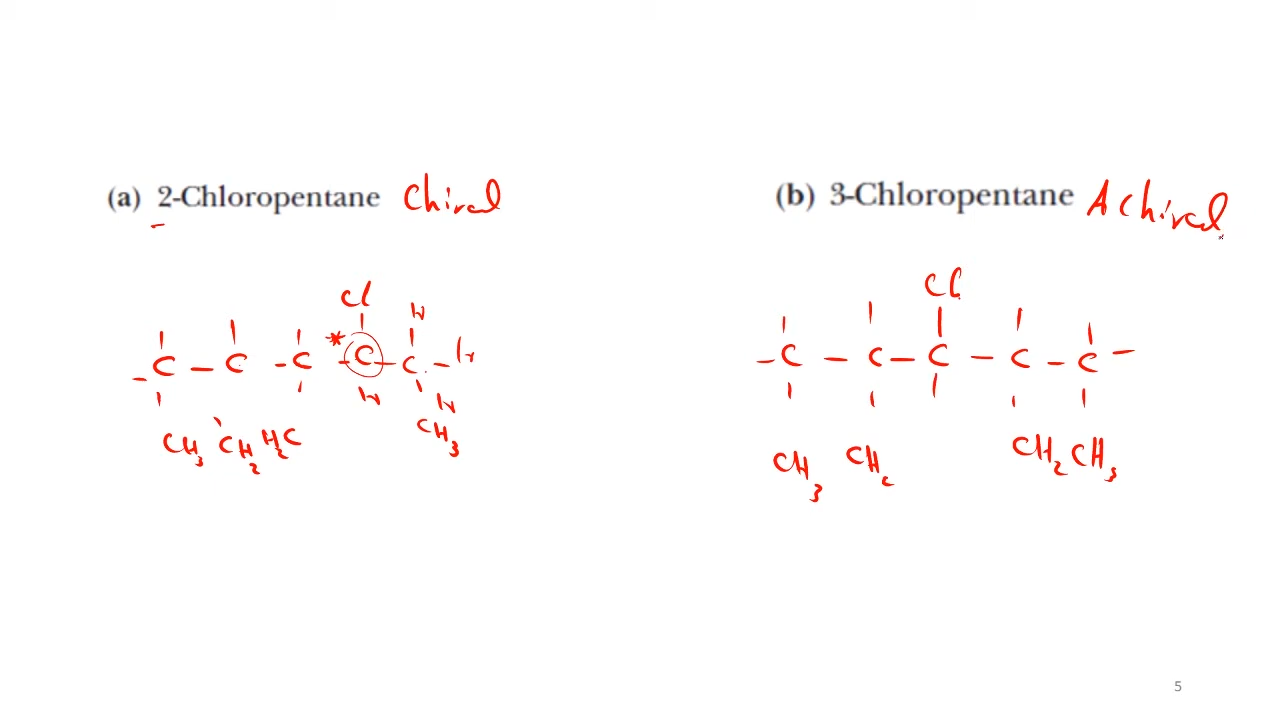 (a) 2-Chloropentane Chiral
Cl H
C - C - C * C - C - H
H H
CH3 CH2 H2C CH3
(b) 3-Chloropentane Achiral
Cl
- C - C - C - C - C -
CH3 CH2 CH2 CH3
5